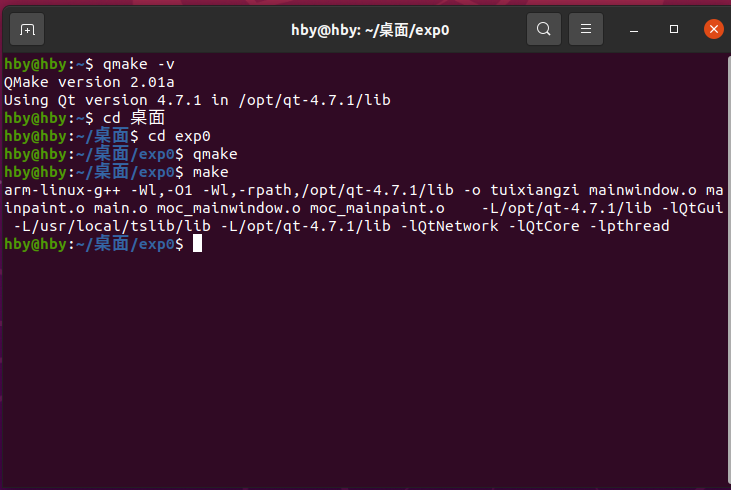 hby@hby: ~/桌面/exp0
hby@hby:~$ qmake -v
QMake version 2.01a
Using Qt version 4.7.1 in /opt/qt-4.7.1/lib
hby@hby:~$ cd 桌面
hby@hby:~/桌面$ cd exp0
hby@hby:~/桌面/exp0$ qmake
hby@hby:~/桌面/exp0$ make
arm-linux-g++ -Wl,-O1 -Wl,-rpath,/opt/qt-4.7.1/lib -o tuixiangzi mainwindow.o ma
inpaint.o main.o moc_mainwindow.o moc_mainpaint.o    -L/opt/qt-4.7.1/lib -lQtGui
 -L/usr/local/tslib/lib -L/opt/qt-4.7.1/lib -lQtNetwork -lQtCore -lpthread
hby@hby:~/桌面/exp0$